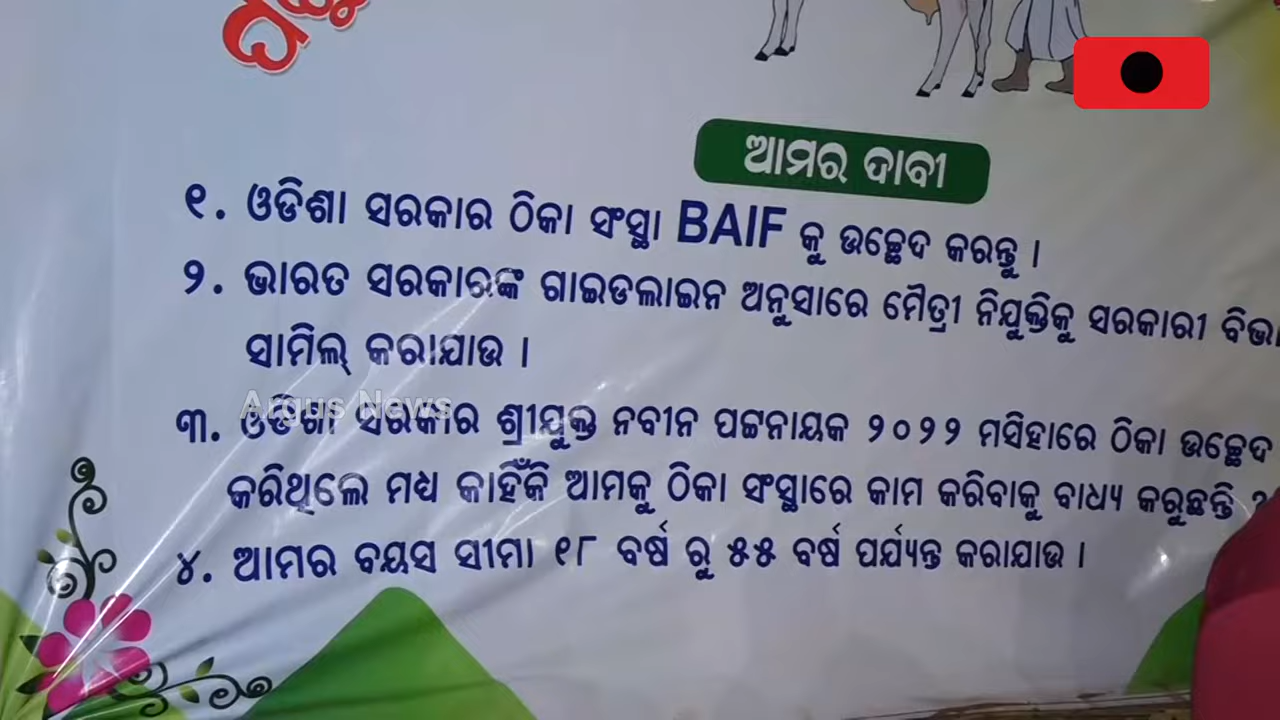 ଆମର ଦାବୀ
୧. ଓଡିଶା ସରକାର ଠିକା ସଂସ୍ଥା BAIF କୁ ଉଚ୍ଛେଦ କରନ୍ତୁ ।
୨. ଭାରତ ସରକାରଙ୍କ ଗାଇଡଲାଇନ ଅନୁସାରେ ମୈତ୍ରୀ ନିଯୁକ୍ତିକୁ ସରକାରୀ
ସାମିଲ୍ କରାଯାଉ ।
Argus News
୩. ଓଡିଶା ସରକାର ଶ୍ରୀଯୁକ୍ତ ନବୀନ ପଟ୍ଟନାୟକ ୨୦୨୨ ମସିହାରେ ଠିକା ଉଚ୍ଛେଦ
କରିଥିଲେ ମଧ୍ୟ କାହିଁକି ଆମକୁ ଠିକା ସଂସ୍ଥାରେ କାମ କରିବାକୁ ବାଧ୍ୟ କରୁଛନ୍ତି ?
୪. ଆମର ବୟସ ସୀମା ୧୮ ବର୍ଷ ରୁ ୫୫ ବର୍ଷ ପର୍ଯ୍ୟନ୍ତ କରାଯାଉ ।